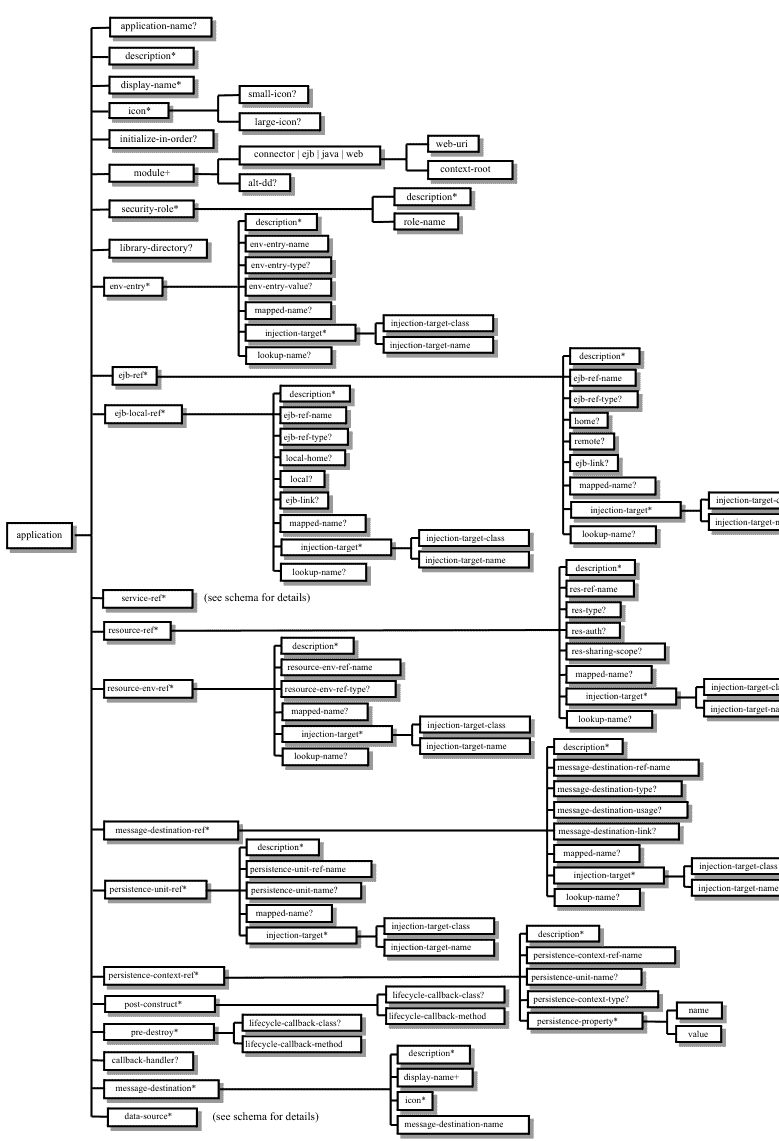 application-name?
description*
display-name*
icon*
small-icon?
large-icon?
initialize-in-order?
module+
connector | ejb | java | web
web-uri
context-root
alt-dd?
security-role*
description*
role-name
library-directory?
env-entry*
description*
env-entry-name
env-entry-type?
env-entry-value?
mapped-name?
injection-target*
injection-target-class
injection-target-name
lookup-name?
ejb-ref*
description*
ejb-ref-name
ejb-ref-type?
home?
remote?
ejb-link?
mapped-name?
injection-target*
injection-target-c
injection-target-n
lookup-name?
ejb-local-ref*
description*
ejb-ref-name
ejb-ref-type?
local-home?
local?
ejb-link?
mapped-name?
injection-target*
injection-target-class
injection-target-name
lookup-name?
application
service-ref*
(see schema for details)
resource-ref*
description*
res-ref-name
res-type?
res-auth?
res-sharing-scope?
mapped-name?
injection-target*
injection-target-cla
injection-target-na
lookup-name?
resource-env-ref*
description*
resource-env-ref-name
resource-env-ref-type?
mapped-name?
injection-target*
injection-target-class
injection-target-name
lookup-name?
message-destination-ref*
description*
message-destination-ref-name
message-destination-type?
message-destination-usage?
message-destination-link?
mapped-name?
injection-target*
injection-target-class
injection-target-name
lookup-name?
persistence-unit-ref*
description*
persistence-unit-ref-name
persistence-unit-name?
mapped-name?
injection-target*
injection-target-class
injection-target-name
persistence-context-ref*
description*
persistence-context-ref-name
persistence-unit-name?
persistence-context-type?
persistence-property*
name
value
post-construct*
lifecycle-callback-class?
lifecycle-callback-method
pre-destroy*
lifecycle-callback-class?
lifecycle-callback-method
callback-handler?
message-destination*
description*
display-name+
icon*
message-destination-name
data-source*
(see schema for details)